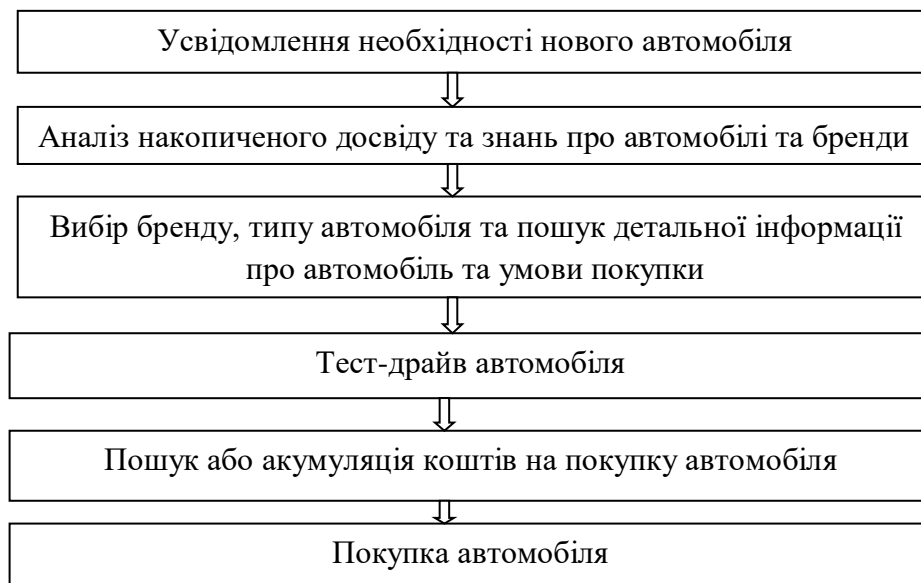 Усвідомлення необхідності нового автомобіля
Аналіз накопиченого досвіду та знань про автомобілі та бренди
Вибір бренду, типу автомобіля та пошук детальної інформації
про автомобіль та умови покупки
Тест-драйв автомобіля
Пошук або акумуляція коштів на покупку автомобіля
Покупка автомобіля